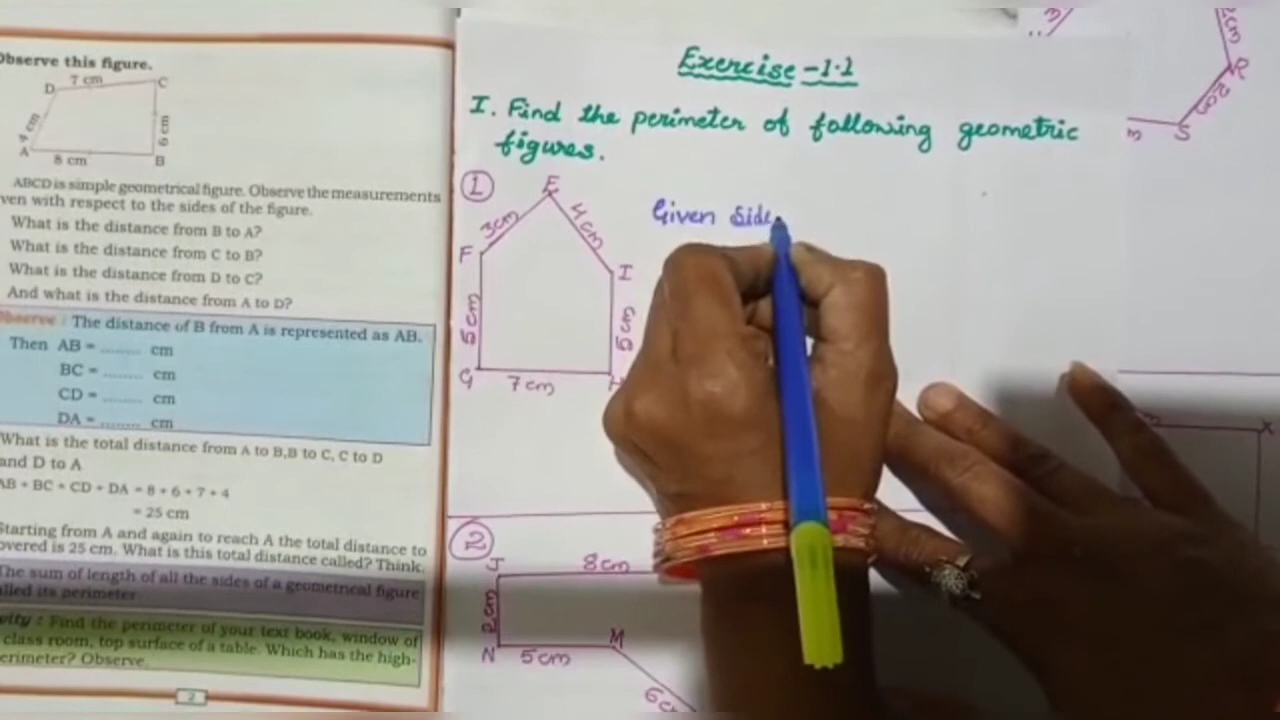 Observe this figure.
7 cm
D
C
4 cm
6 cm
A
8 cm
B
ABCD is simple geometrical figure. Observe the measurements
ven with respect to the sides of the figure.
What is the distance from B to A?
What is the distance from C to B?
What is the distance from D to C?
And what is the distance from A to D?
Observe : The distance of B from A is represented as AB.
Then AB = ........ cm
BC = ........ cm
CD = ........ cm
DA = ........ cm
What is the total distance from A to B,B to C, C to D
and D to A
AB + BC + CD + DA = 8 + 6 + 7 + 4
= 25 cm
Starting from A and again to reach A the total distance to
overed is 25 cm. What is this total distance called? Think.
The sum of length of all the sides of a geometrical figure
alled its perimeter
vity : Find the perimeter of your text book, window of
class room, top surface of a table. Which has the high-
erimeter? Observe.
2
Exercise - 1.1
I. Find the perimeter of following geometric
figures.
1
E
3cm
4cm
F
I
5cm
5cm
G
7cm
H
Given Side
2
J
8cm
2cm
N
5cm
M
6c
cm
R
2cm
S
m
X